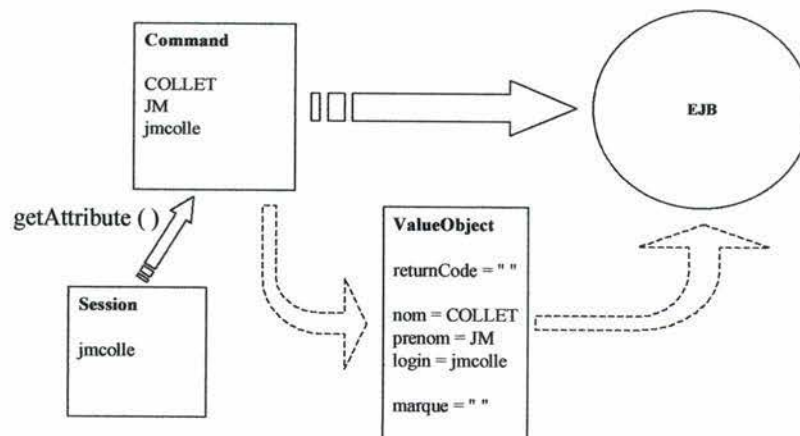 Command
COLLET
JM
jmcolle
EJB
getAttribute ( )
Session
jmcolle
ValueObject
returnCode = " "
nom = COLLET
prenom = JM
login = jmcolle
marque = " "